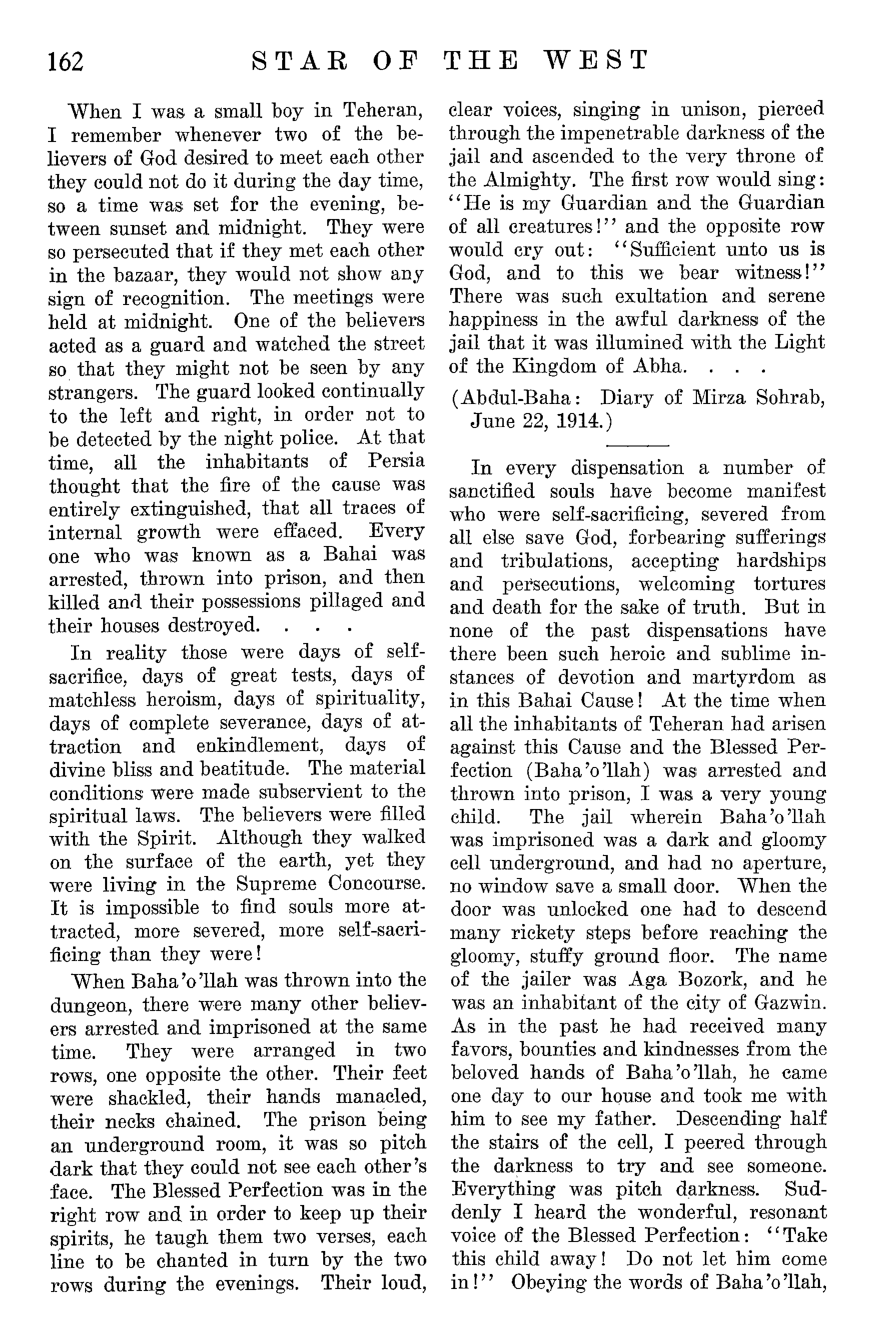 162 STAR OF THE WEST
When I was a small boy in Teheran,
I remember whenever two of the be-
lievers of God desired to meet each other
they could not do it during the day time,
so a time was set for the evening, be-
tween sunset and midnight. They were
so persecuted that if they met each other
in the bazaar, they would not show any
sign of recognition. The meetings were
held at midnight. One of the believers
acted as a guard and watched the street
so that they might not be seen by any
strangers. The guard looked continually
to the left and right, in order not to
be detected by the night police. At that
time, all the inhabitants of Persia
thought that the fire of the cause was
entirely extinguished, that all traces of
internal growth were effaced. Every
one who was known as a Bahai was
arrested, thrown into prison, and then
killed and their possessions pillaged and
their houses destroyed. . . .
In reality those were days of self-
sacrifice, days of great tests, days of
matchless heroism, days of spirituality,
days of complete severance, days of at-
traction and enkindlement, days of
divine bliss and beatitude. The material
conditions were made subservient to the
spiritual laws. The believers were filled
with the Spirit. Although they walked
on the surface of the earth, yet they
were living in the Supreme Concourse.
It is impossible to find souls more at-
tracted, more severed, more self-sacri-
ficing than they were!
When Baha'o'llah was thrown into the
dungeon, there were many other believ-
ers arrested and imprisoned at the same
time. They were arranged in two
rows, one opposite the other. Their feet
were shackled, their hands manacled,
their necks chained. The prison being
an underground room, it was so pitch
dark that they could not see each other's
face. The Blessed Perfection was in the
right row and in order to keep up their
spirits, he taugh them two verses, each
line to be chanted in turn by the two
rows during the evenings. Their loud,
clear voices, singing in unison, pierced
through the impenetrable darkness of the
jail and ascended to the very throne of
the Almighty. The first row would sing:
"He is my Guardian and the Guardian
of all creatures!" and the opposite row
would cry out: "Sufficient unto us is
God, and to this we bear witness!"
There was such exultation and serene
happiness in the awful darkness of the
jail that it was illumined with the Light
of the Kingdom of Abha. . . .
(Abdul-Baha: Diary of Mirza Sohrab,
June 22, 1914.)
In every dispensation a number of
sanctified souls have become manifest
who were self-sacrificing, severed from
all else save God, forbearing sufferings
and tribulations, accepting hardships
and persecutions, welcoming tortures
and death for the sake of truth. But in
none of the past dispensations have
there been such heroic and sublime in-
stances of devotion and martyrdom as
in this Bahai Cause! At the time when
all the inhabitants of Teheran had arisen
against this Cause and the Blessed Per-
fection (Baha'o'llah) was arrested and
thrown into prison, I was a very young
child. The jail wherein Baha'o'llah
was imprisoned was a dark and gloomy
cell underground, and had no aperture,
no window save a small door. When the
door was unlocked one had to descend
many rickety steps before reaching the
gloomy, stuffy ground floor. The name
of the jailer was Aga Bozork, and he
was an inhabitant of the city of Gazwin.
As in the past he had received many
favors, bounties and kindnesses from the
beloved hands of Baha'o'llah, he came
one day to our house and took me with
him to see my father. Descending half
the stairs of the cell, I peered through
the darkness to try and see someone.
Everything was pitch darkness. Sud-
denly I heard the wonderful, resonant
voice of the Blessed Perfection: "Take
this child away! Do not let him come
in!" Obeying the words of Baha'o'llah,